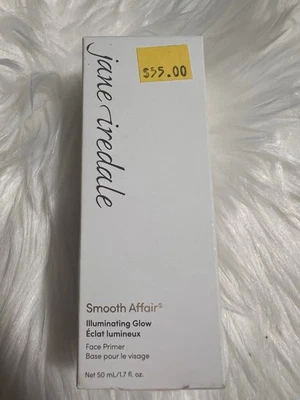 jane iredale
$55.00
Smooth Affair®
Illuminating Glow
Éclat lumineux
Face Primer
Base pour le visage
Net 50 mL/1.7 fl. oz.